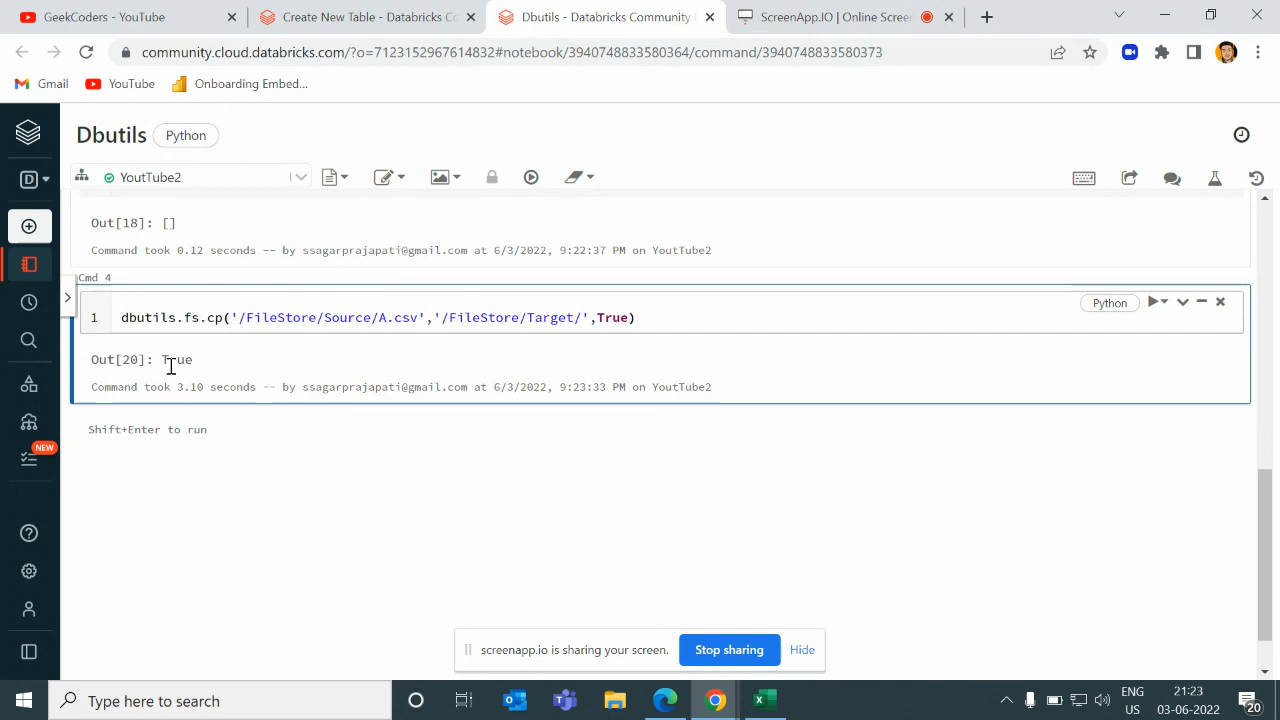 GeekCoders - YouTube
Create New Table - Databricks Co
Dbutils - Databricks Community
ScreenApp.IO | Online Screen
community.cloud.databricks.com/?o=7123152967614832#notebook/3940748833580364/command/3940748833580373
Gmail
YouTube
Onboarding Embed...
Dbutils
Python
D
YoutTube2
Out[18]: []
Command took 0.12 seconds -- by ssagarprajapati@gmail.com at 6/3/2022, 9:22:37 PM on YoutTube2
Cmd 4
Python
1 dbutils.fs.cp('/FileStore/Source/A.csv','/FileStore/Target/',True)
Out[20]: True
Command took 3.10 seconds -- by ssagarprajapati@gmail.com at 6/3/2022, 9:23:33 PM on YoutTube2
Shift+Enter to run
NEW
screenapp.io is sharing your screen.
Stop sharing
Hide
Type here to search
ENG
US
21:23
03-06-2022
20